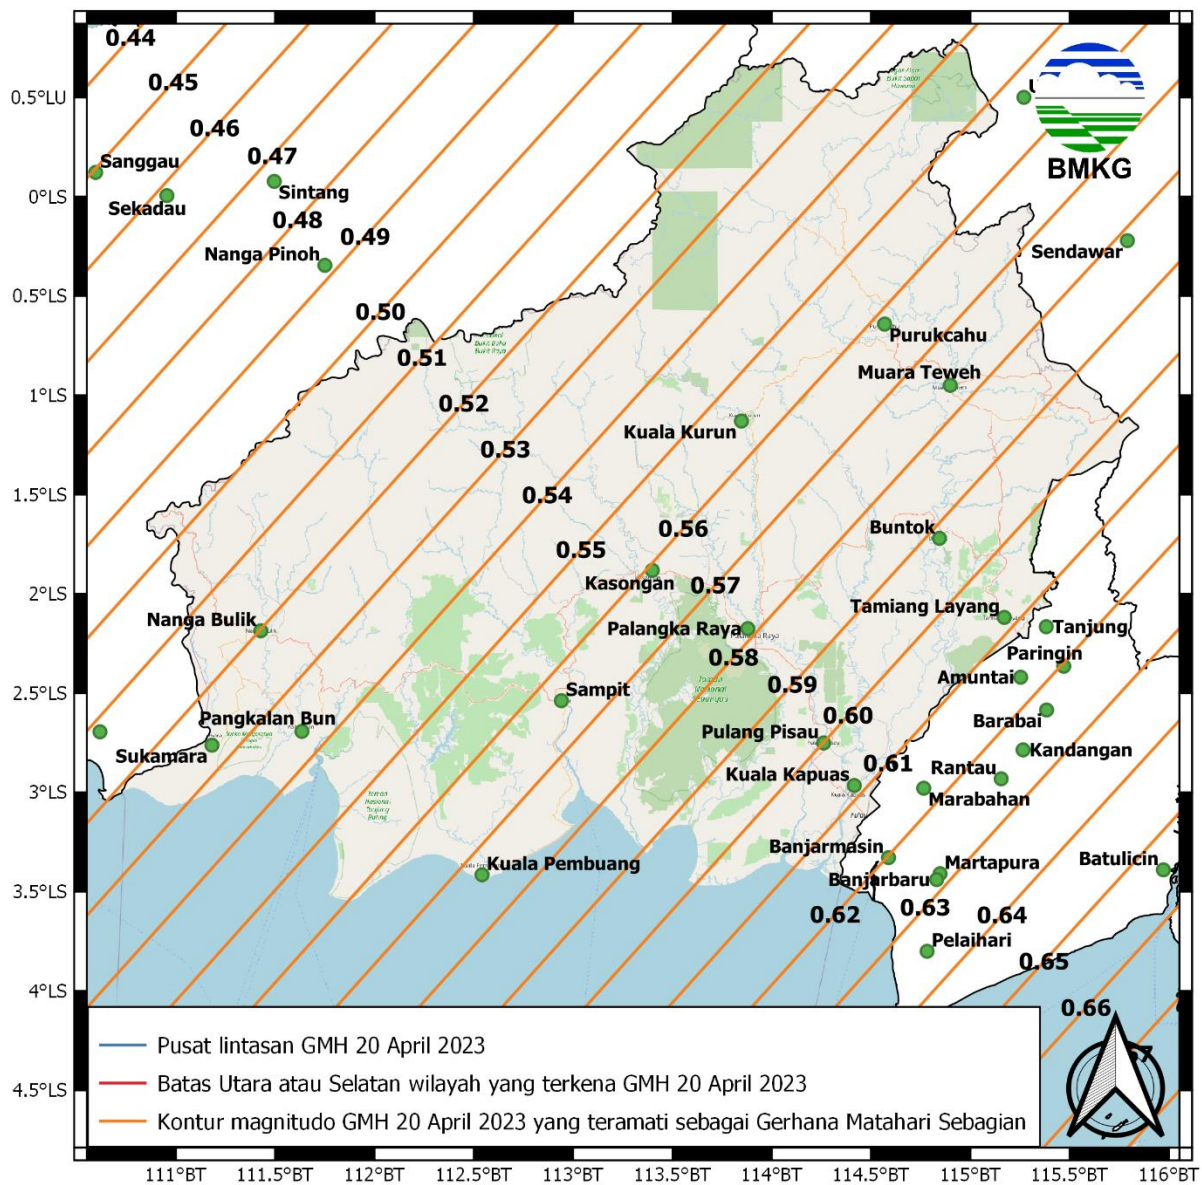 0.44
0.45
0.5°LU
0.46
BMKG
Sanggau
0.47
Sintang
0°LS
Sekadau
0.48
0.49
Nanga Pinoh
Sendawar
0.5°LS
0.50
Purukcahu
0.51
Muara Teweh
1°LS
0.52
Kuala Kurun
0.53
1.5°LS
0.54
Buntok
0.56
0.55
Kasongan
0.57
2°LS
Tamiang Layang
Nanga Bulik
Palangka Raya
Palangka Raya
Tanjung
0.58
Paringin
Amuntai
0.59
Sampit
2.5°LS
0.60
Barabai
Pangkalan Bun
Pulang Pisau
Sukamara
Kandangan
0.61
Rantau
Kuala Kapuas
3°LS
Marabahan
Banjarmasin
Batulicin
Kuala Pembuang
Martapura
3.5°LS
Banjarbaru
0.62
0.63
0.64
Pelaihari
0.65
4°LS
0.66
Pusat lintasan GMH 20 April 2023
Batas Utara atau Selatan wilayah yang terkena GMH 20 April 2023
4.5°LS
Kontur magnitudo GMH 20 April 2023 yang teramati sebagai Gerhana Matahari Sebagian
111°BT
111.5°BT
112°BT
112.5°BT
113°BT
113.5°BT
114°BT
114.5°BT
115°BT
115.5°BT
116°BT